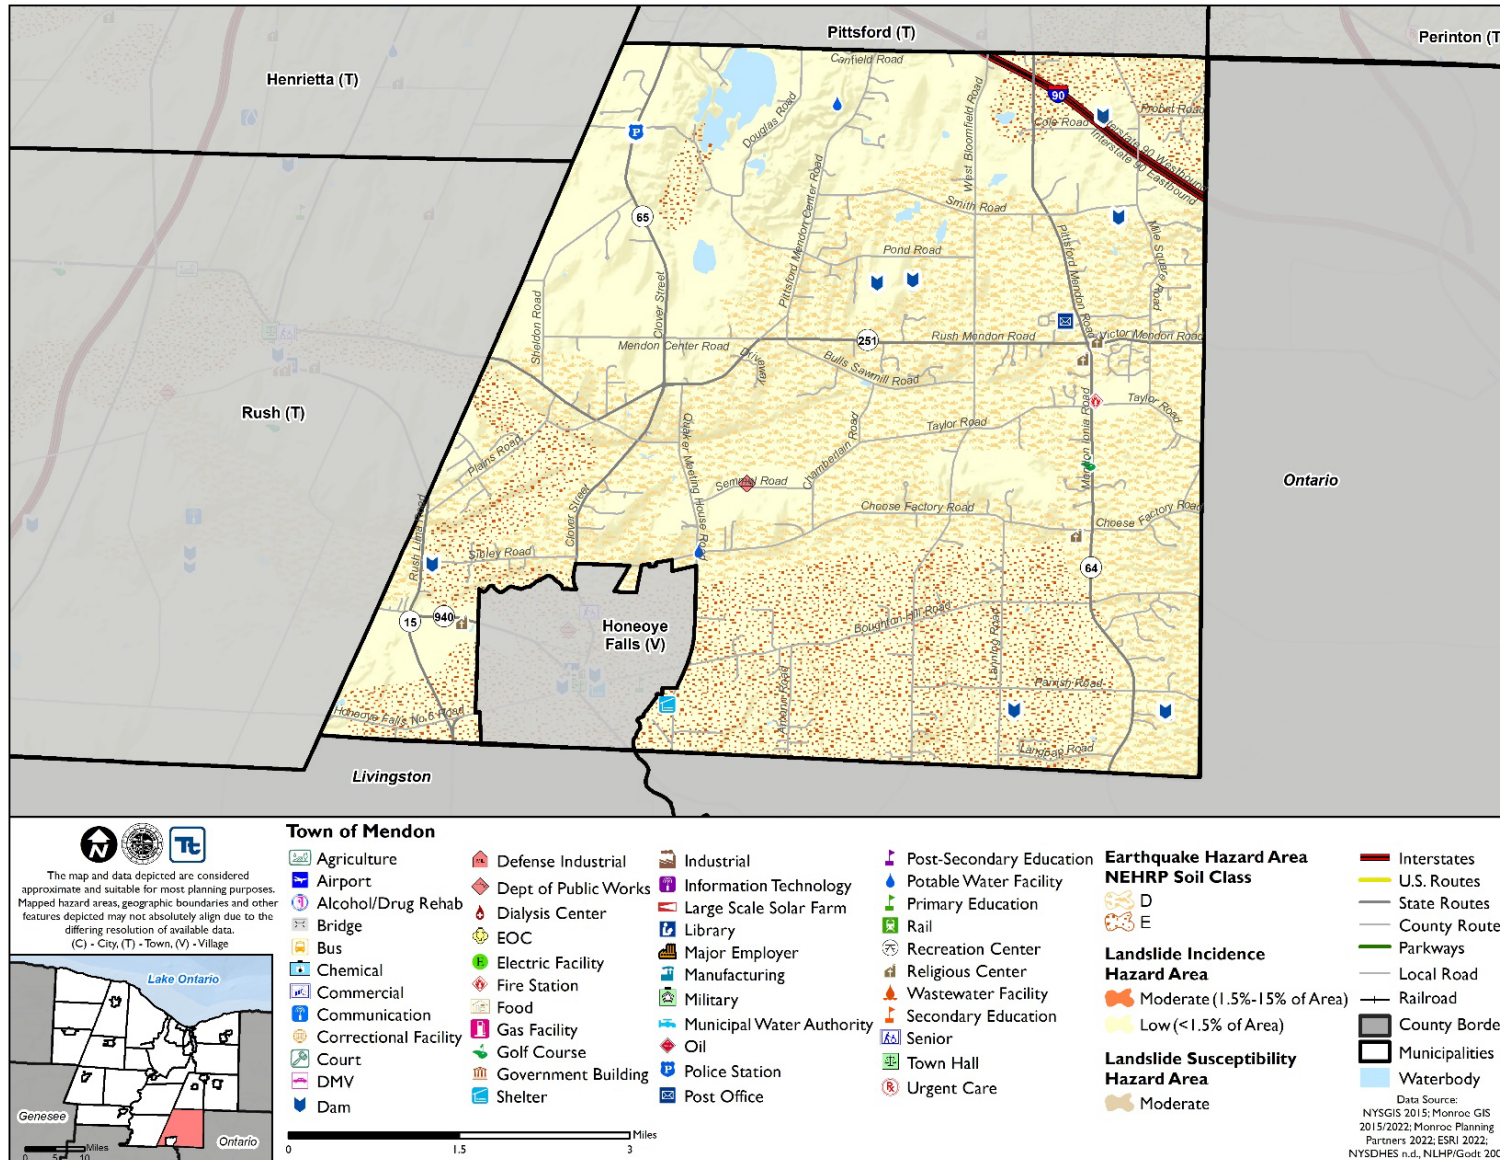 Pittsford (T)
Perinton (T
Henrietta (T)
Canfield Road
90
Probst Road
Cole Road
Interstate 90 Westbound
Interstate 90 Eastbound
P
Douglas Road
West Bloomfield Road
Pittsford Mendon Center Road
65
Smith Road
Pond Road
Mile Square Road
Pittsford Mendon Road
Clover Street
Sheldon Road
Mendon Center Road
251
Rush Mendon Road
Victor Mendon Road
Driveway
Bulls Sawmill Road
Rush (T)
Taylor Road
Taylor Road
Mendon Ionia Road
Quaker Meeting House Road
Chamberlain Road
Plains Road
Semmel Road
Ontario
Clover Street
Cheese Factory Road
Cheese Factory Road
Rush Lima Road
Sibley Road
64
15
940
Honeoye
Falls (V)
Boughton Hill Road
Lanning Road
Parrish Road
Amann Road
Honeoye Falls No 6 Road
Langpap Road
Livingston
N
Tt
The map and data depicted are considered
approximate and suitable for most planning purposes.
Mapped hazard areas, geographic boundaries and other
features depicted may not absolutely align due to the
differing resolution of available data.
(C) - City, (T) - Town, (V) - Village
Lake Ontario
Genesee
Ontario
Miles
0 5 10
Town of Mendon
Agriculture
Airport
Alcohol/Drug Rehab
Bridge
Bus
Chemical
Commercial
Communication
Correctional Facility
Court
DMV
Dam
Defense Industrial
Dept of Public Works
Dialysis Center
EOC
Electric Facility
Fire Station
Food
Gas Facility
Golf Course
Government Building
Shelter
Industrial
Information Technology
Large Scale Solar Farm
Library
Major Employer
Manufacturing
Military
Municipal Water Authority
Oil
Police Station
Post Office
Post-Secondary Education
Potable Water Facility
Primary Education
Rail
Recreation Center
Religious Center
Wastewater Facility
Secondary Education
Senior
Town Hall
Urgent Care
Miles
0 1.5 3
Earthquake Hazard Area
NEHRP Soil Class
D
E
Landslide Incidence
Hazard Area
Moderate (1.5%-15% of Area)
Low (<1.5% of Area)
Landslide Susceptibility
Hazard Area
Moderate
Interstates
U.S. Routes
State Routes
County Route
Parkways
Local Road
Railroad
County Borde
Municipalities
Waterbody
Data Source:
NYSGIS 2015; Monroe GIS
2015/2022; Monroe Planning
Partners 2022; ESRI 2022;
NYSDHES n.d., NLHP/Godt 200